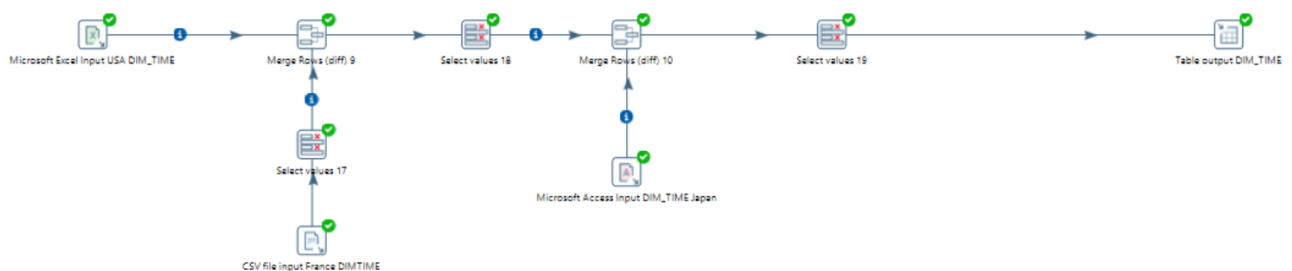 Microsoft Excel Input USA DIM_TIME
Merge Rows (diff) 9
Select values 18
Merge Rows (diff) 10
Select values 19
Table output DIM_TIME
Select values 17
Microsoft Access Input DIM_TIME Japan
CSV file input France DIMTIME